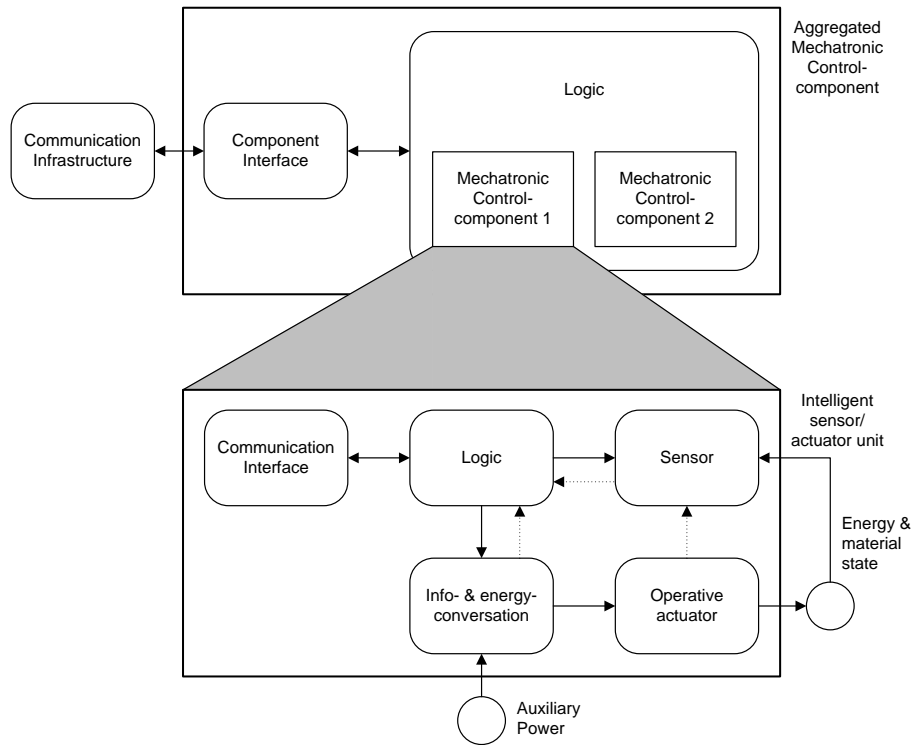 Aggregated
Mechatronic
Control-
component
Logic
Communication
Infrastructure
Component
Interface
Mechatronic
Control-
component 1
Mechatronic
Control-
component 2
Intelligent
sensor/
actuator unit
Communication
Interface
Logic
Sensor
Energy &
material
state
Info- & energy-
conversation
Operative
actuator
Auxiliary
Power